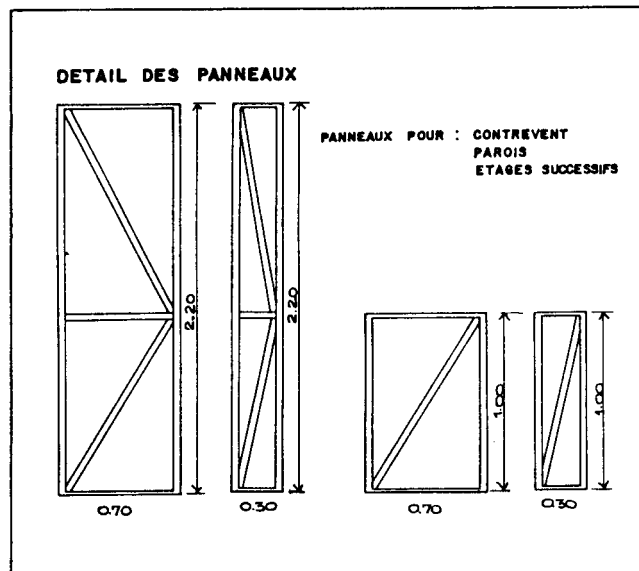 DETAIL DES PANNEAUX
PANNEAUX POUR : CONTREVENT
PAROIS
ETAGES SUCCESSIFS
2.20
2.20
1.00
1.00
0.70
0.30
0.70
0.30